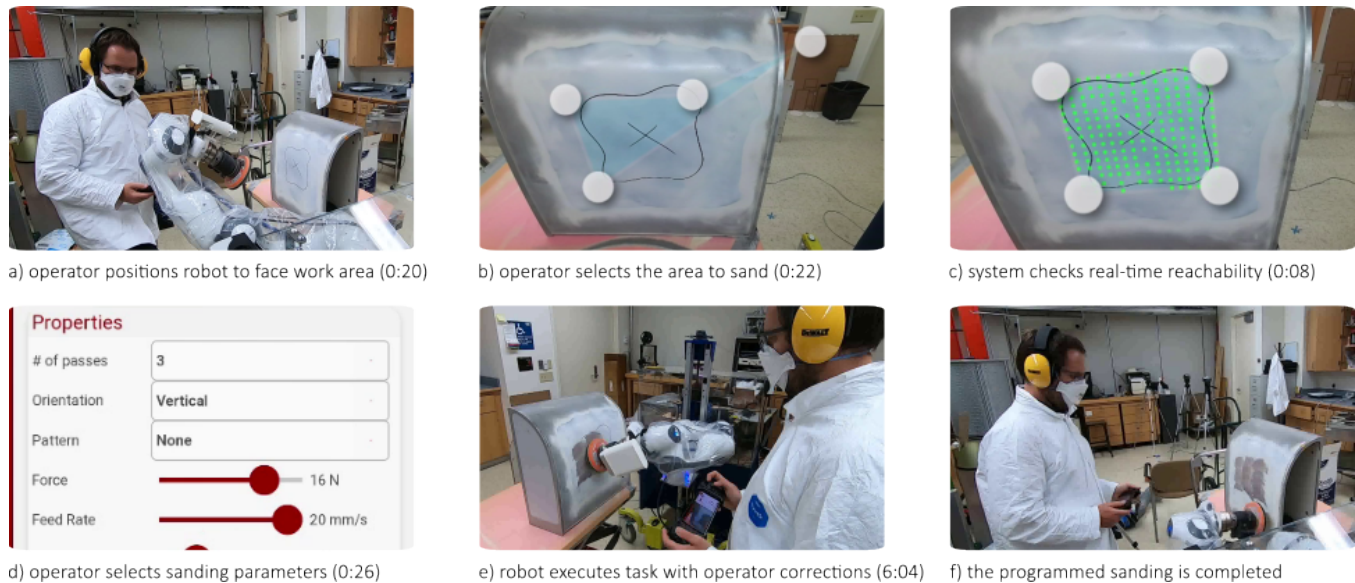 a) operator positions robot to face work area (0:20)
b) operator selects the area to sand (0:22)
c) system checks real-time reachability (0:08)
Properties
# of passes
3
Orientation
Vertical
Pattern
None
Force
16 N
Feed Rate
20 mm/s
DEWALT
d) operator selects sanding parameters (0:26)
e) robot executes task with operator corrections (6:04)
f) the programmed sanding is completed